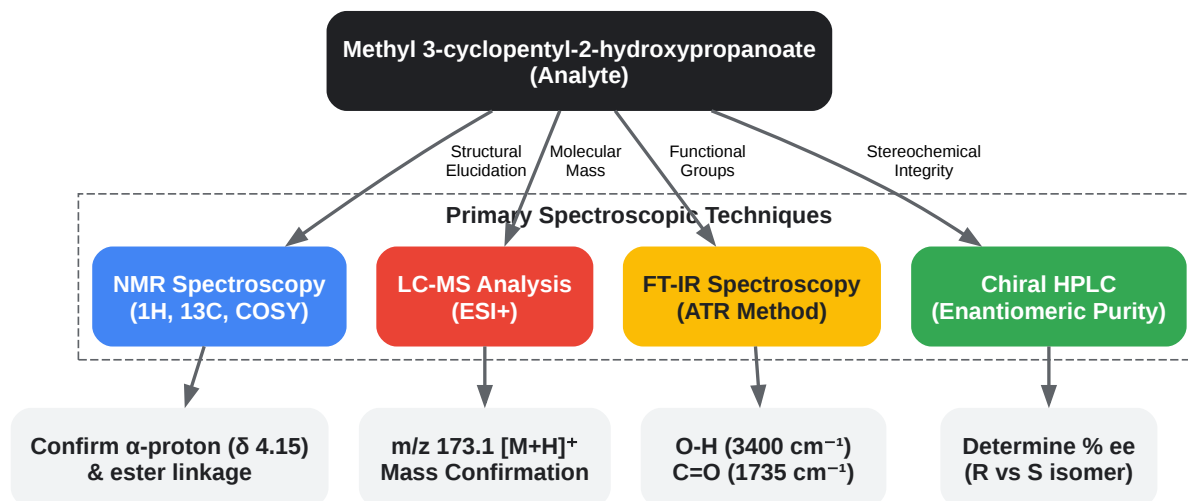 Methyl 3-cyclopentyl-2-hydroxypropanoate
(Analyte)
Structural
Elucidation
Molecular
Mass
Functional
Groups
Stereochemical
Integrity
Primary Spectroscopic Techniques
NMR Spectroscopy
(1H, 13C, COSY)
LC-MS Analysis
(ESI+)
FT-IR Spectroscopy
(ATR Method)
Chiral HPLC
(Enantiomeric Purity)
Confirm α-proton (δ 4.15)
& ester linkage
m/z 173.1 [M+H]⁺
Mass Confirmation
O-H (3400 cm⁻¹)
C=O (1735 cm⁻¹)
Determine % ee
(R vs S isomer)